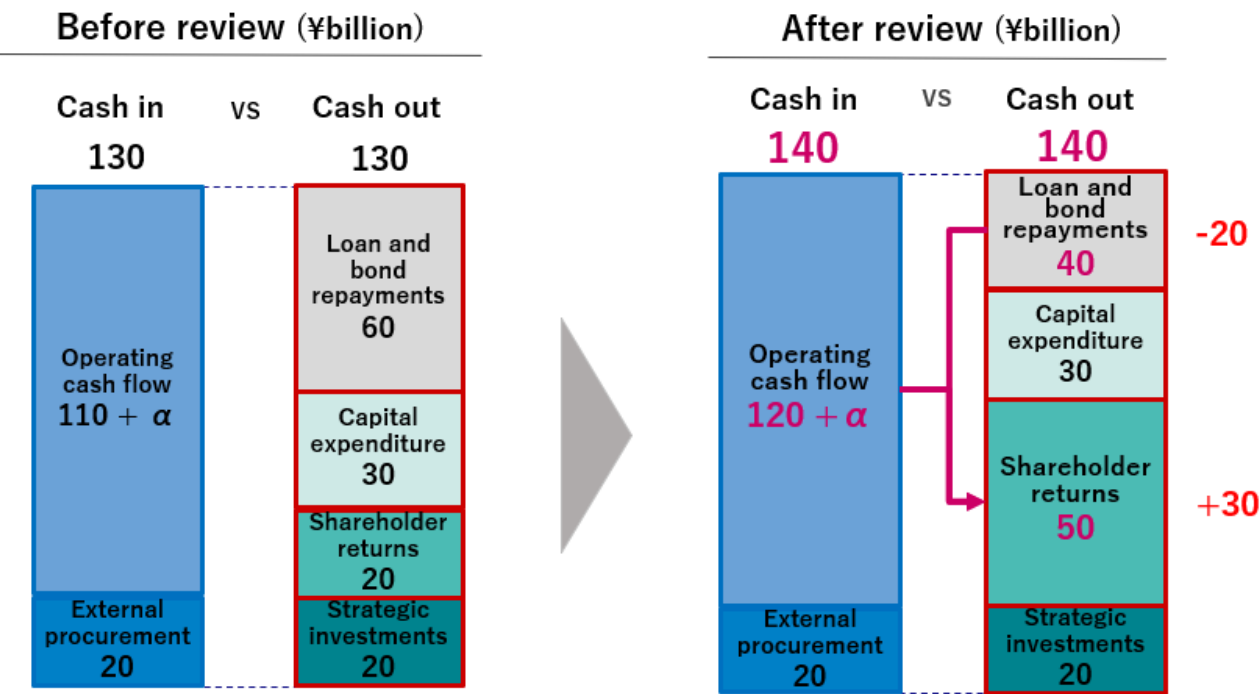 Before review (¥billion)
Cash in vs Cash out
130 130
Operating
cash flow
110 + α
External
procurement
20
Loan and
bond
repayments
60
Capital
expenditure
30
Shareholder
returns
20
Strategic
investments
20
After review (¥billion)
Cash in vs Cash out
140 140
Operating
cash flow
120 + α
External
procurement
20
Loan and
bond
repayments
40
-20
Capital
expenditure
30
Shareholder
returns
50
+30
Strategic
investments
20